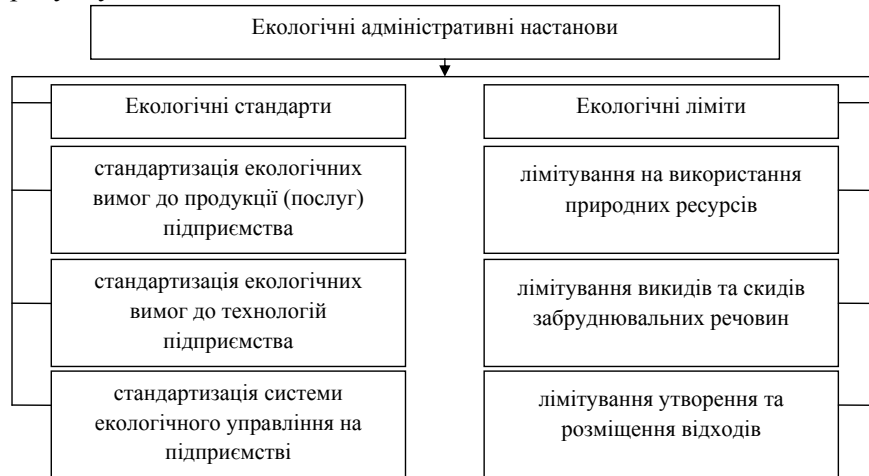 Екологічні адміністративні настанови
Екологічні стандарти
стандартизація екологічних
вимог до продукції (послуг)
підприємства
стандартизація екологічних
вимог до технологій
підприємства
стандартизація системи
екологічного управління на
підприємстві
Екологічні ліміти
лімітування на використання
природних ресурсів
лімітування викидів та скидів
забруднювальних речовин
лімітування утворення та
розміщення відходів